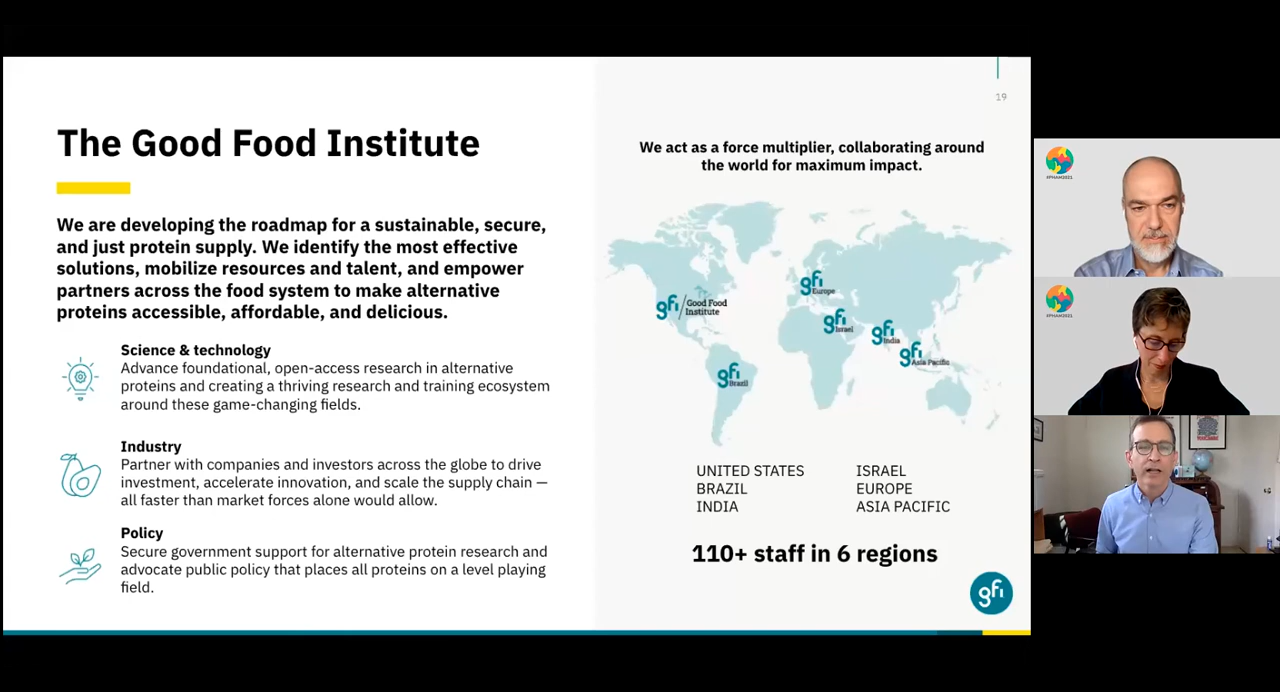 19
The Good Food Institute
We are developing the roadmap for a sustainable, secure,
and just protein supply. We identify the most effective
solutions, mobilize resources and talent, and empower
partners across the food system to make alternative
proteins accessible, affordable, and delicious.
Science & technology
Advance foundational, open-access research in alternative
proteins and creating a thriving research and training ecosystem
around these game-changing fields.
Industry
Partner with companies and investors across the globe to drive
investment, accelerate innovation, and scale the supply chain —
all faster than market forces alone would allow.
Policy
Secure government support for alternative protein research and
advocate public policy that places all proteins on a level playing
field.
We act as a force multiplier, collaborating around
the world for maximum impact.
gfi / Good Food
Institute
gfi Europe
gfi Israel
gfi India
gfi Asia Pacific
gfi Brazil
UNITED STATES
BRAZIL
INDIA
ISRAEL
EUROPE
ASIA PACIFIC
110+ staff in 6 regions
gfi
#PHAM2021
#PHAM2021